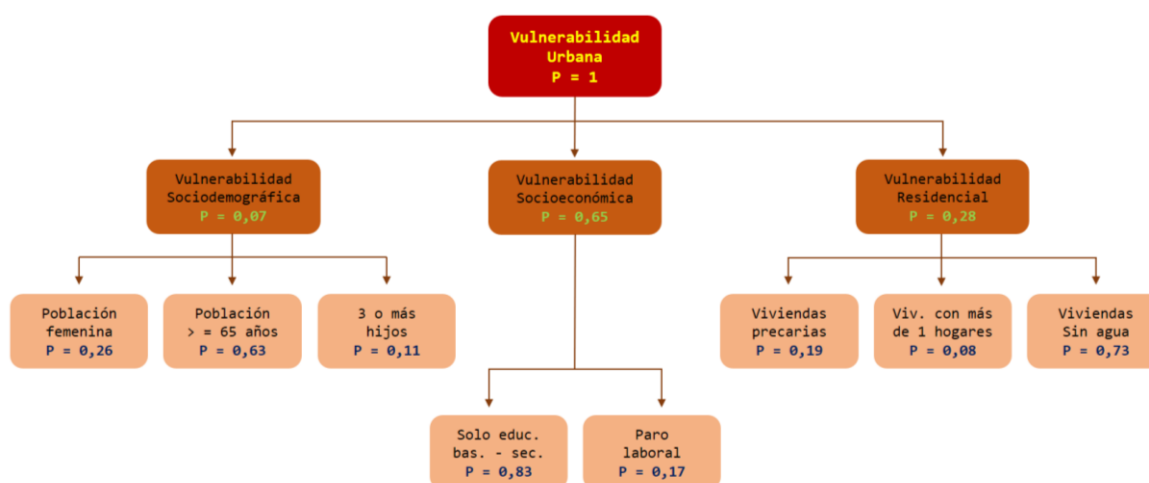 Vulnerabilidad
Urbana
P = 1
Vulnerabilidad
Sociodemográfica
P = 0,07
Vulnerabilidad
Socioeconómica
P = 0,65
Vulnerabilidad
Residencial
P = 0,28
Población
femenina
P = 0,26
Población
> = 65 años
P = 0,63
3 o más
hijos
P = 0,11
Viviendas
precarias
P = 0,19
Viv. con más
de 1 hogares
P = 0,08
Viviendas
Sin agua
P = 0,73
Solo educ.
bas. - sec.
P = 0,83
Paro
laboral
P = 0,17